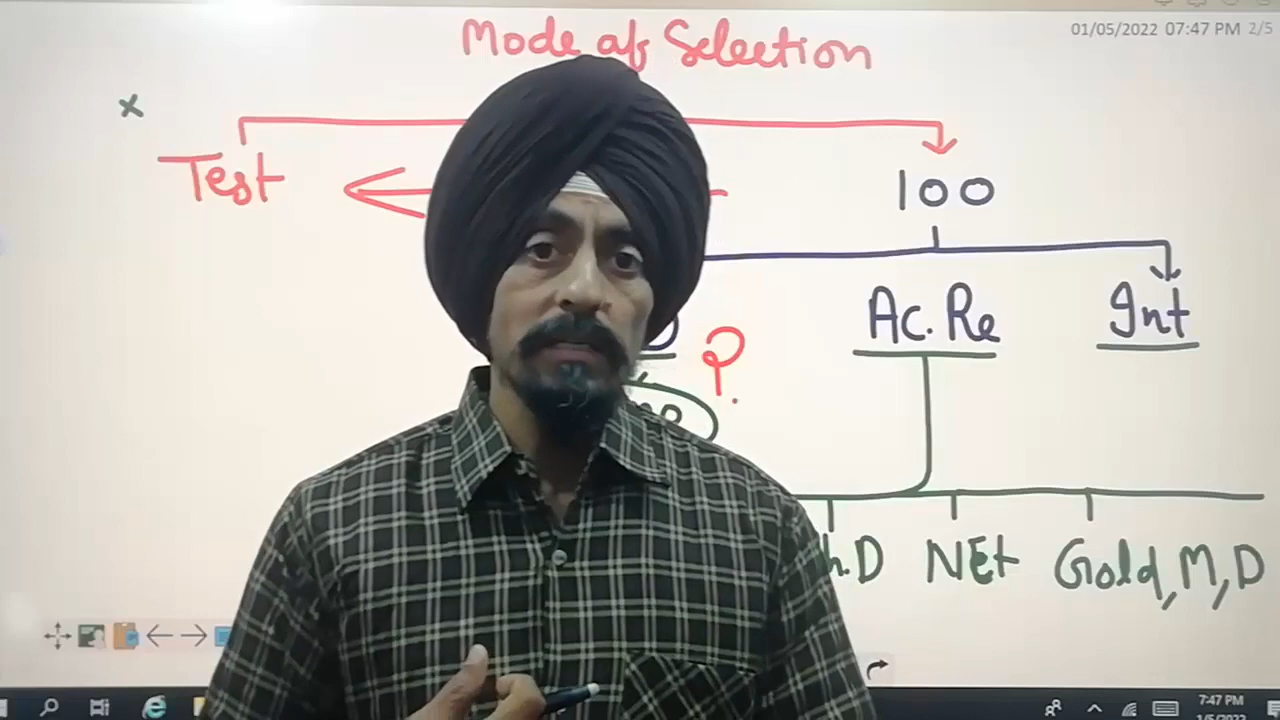 01/05/2022 07:47 PM 2/5
Mode of Selection
×
Test
100
Ac. Re
Int
?
h.D
NEt
Gold, M, D
7:47 PM